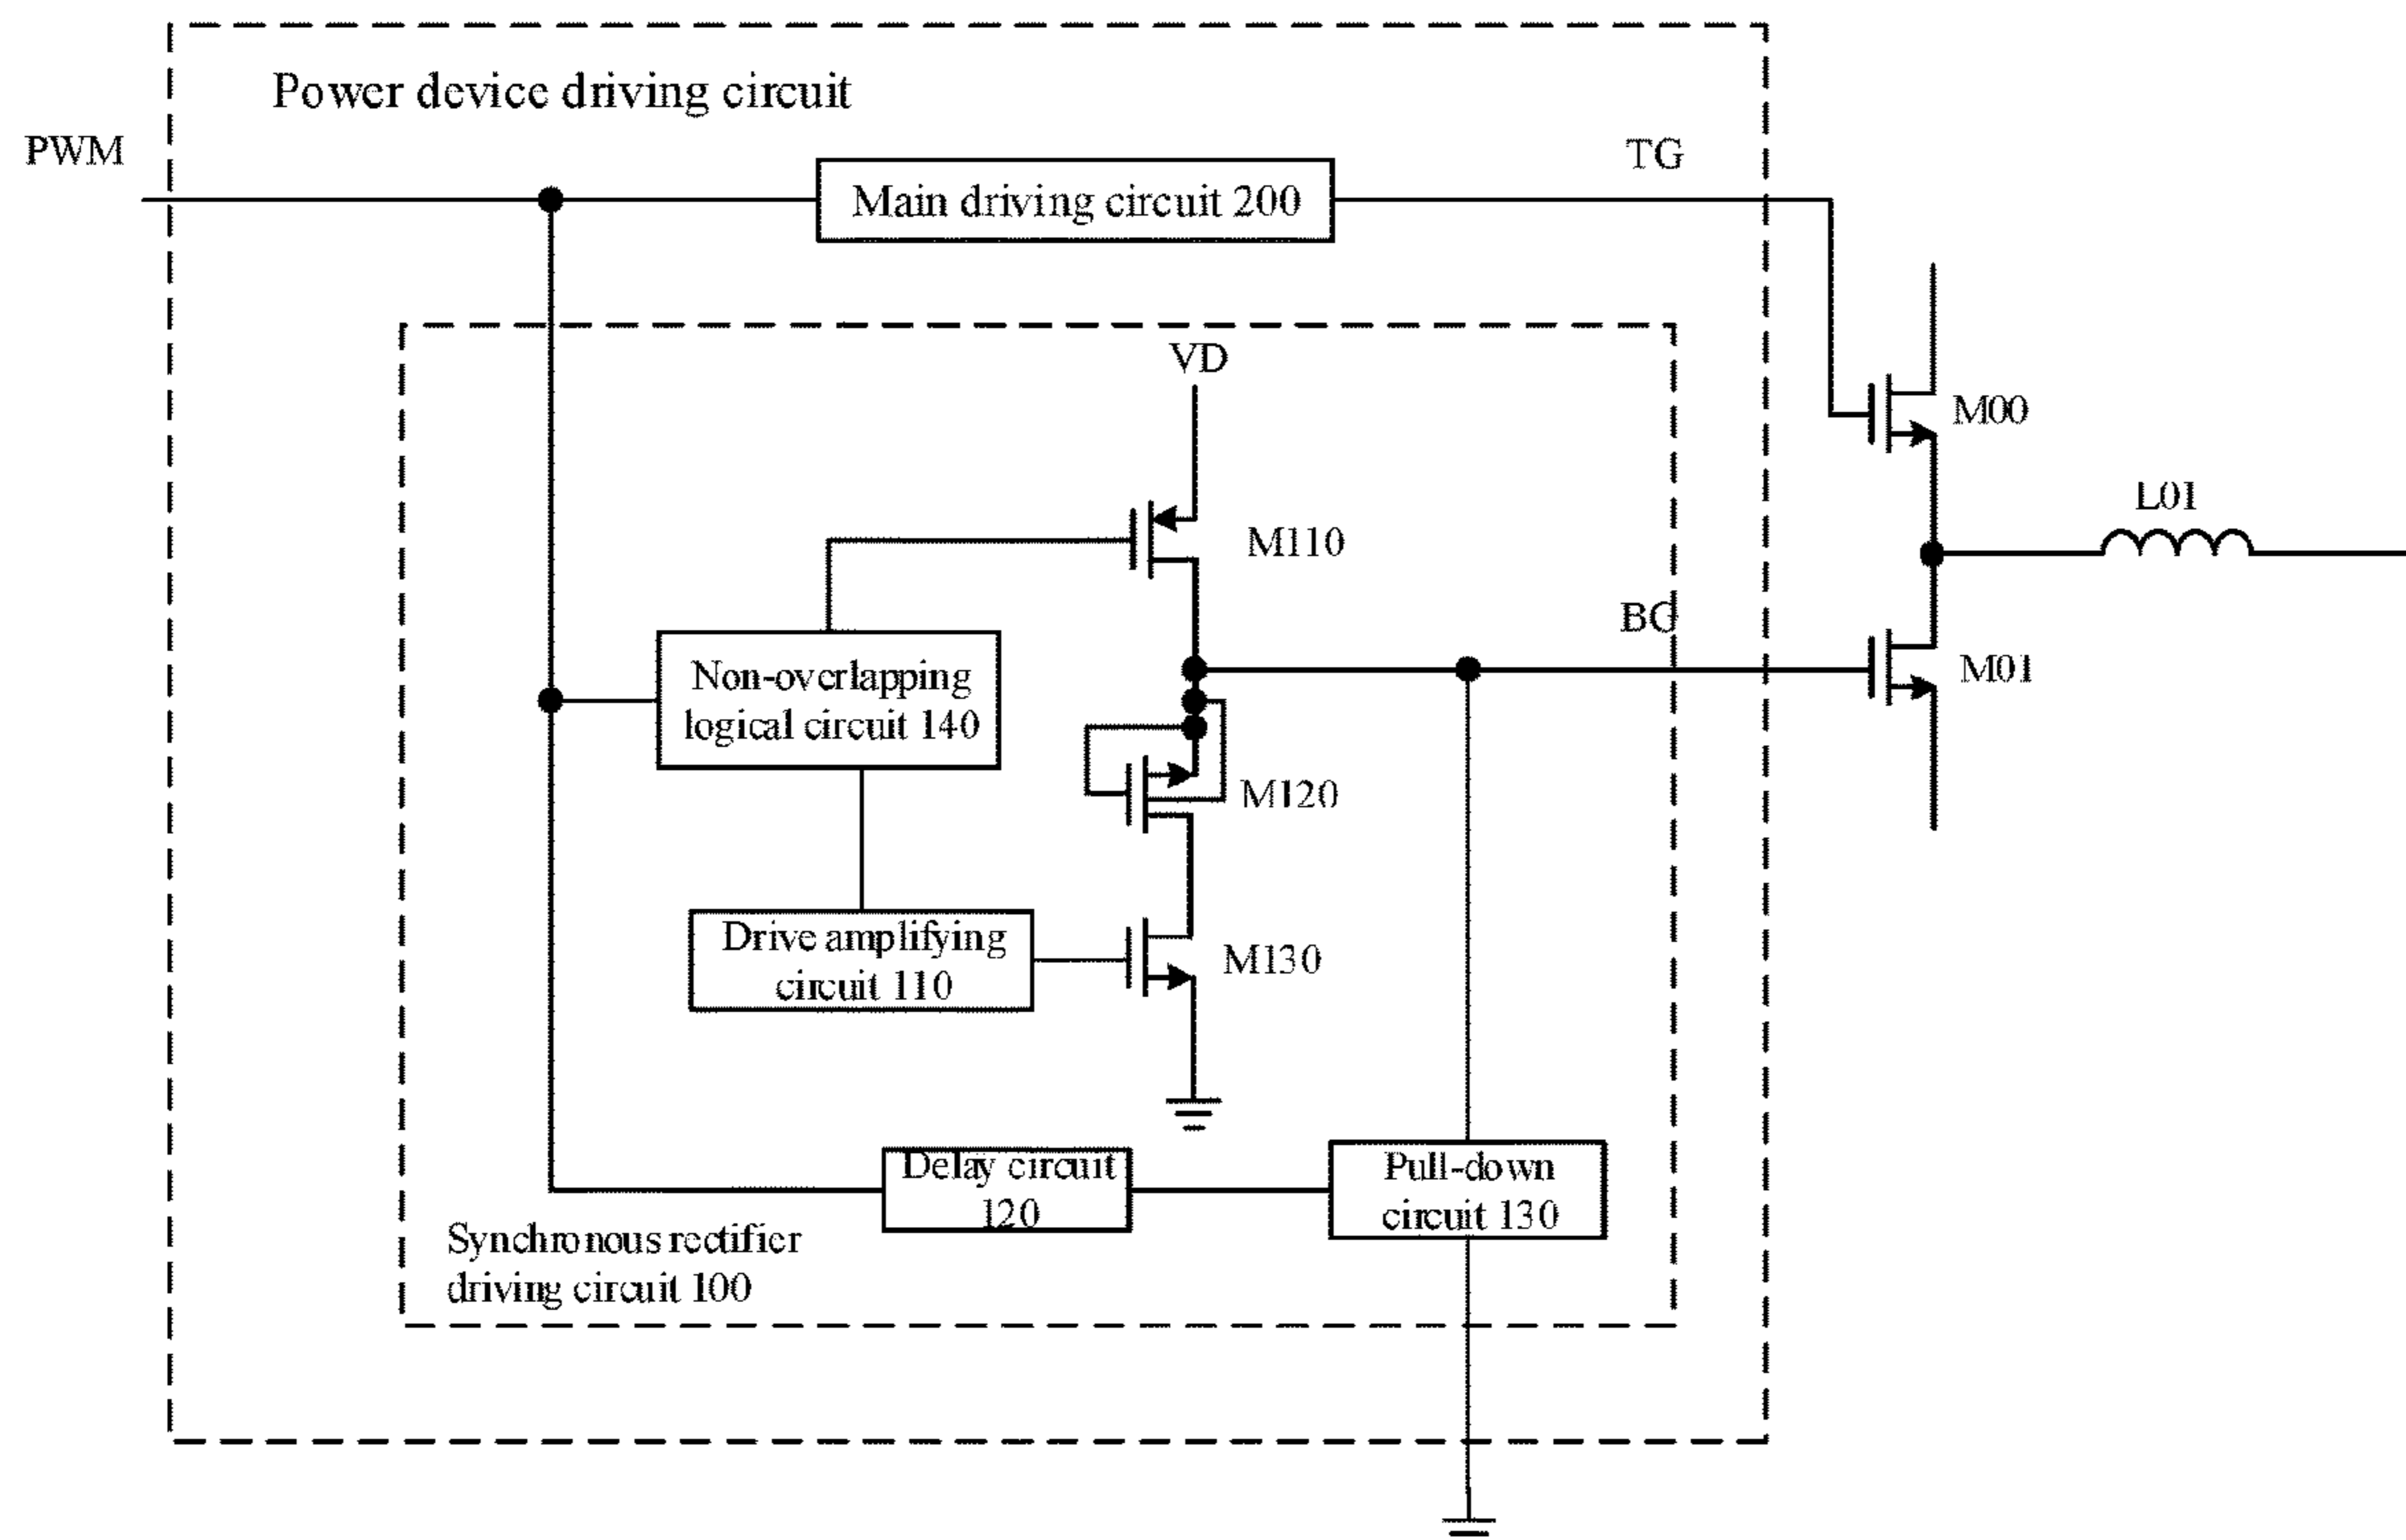 Power device driving circuit
PWM
TG
Main driving circuit 200
VD
M00
L01
M110
BG
Non-overlapping
logical circuit 140
M01
M120
Drive amplifying
circuit 110
M130
Delay circuit
120
Pull-down
circuit 130
Synchronous rectifier
driving circuit 100